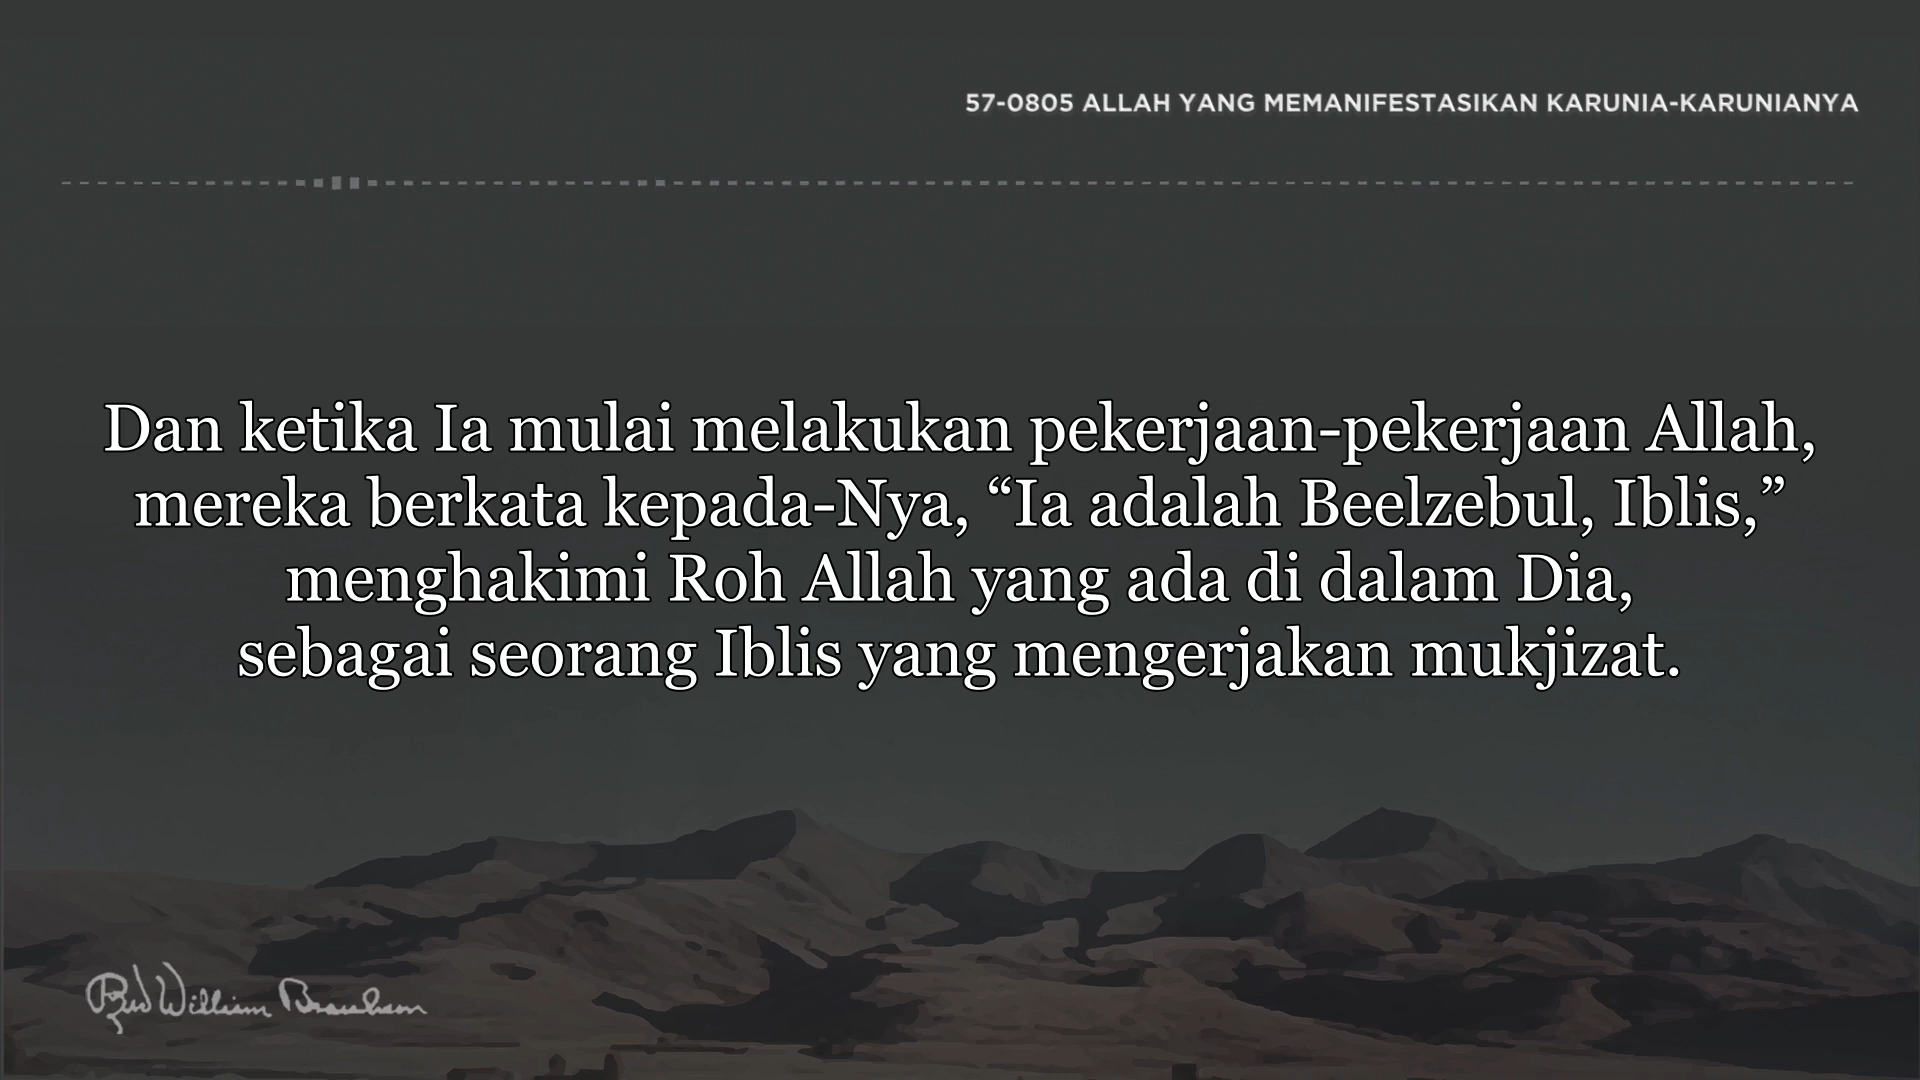 57-0805 ALLAH YANG MEMANIFESTASIKAN KARUNIA-KARUNIANYA
Dan ketika Ia mulai melakukan pekerjaan-pekerjaan Allah,
mereka berkata kepada-Nya, “Ia adalah Beelzebul, Iblis,”
menghakimi Roh Allah yang ada di dalam Dia,
sebagai seorang Iblis yang mengerjakan mukjizat.
Rev William Branham